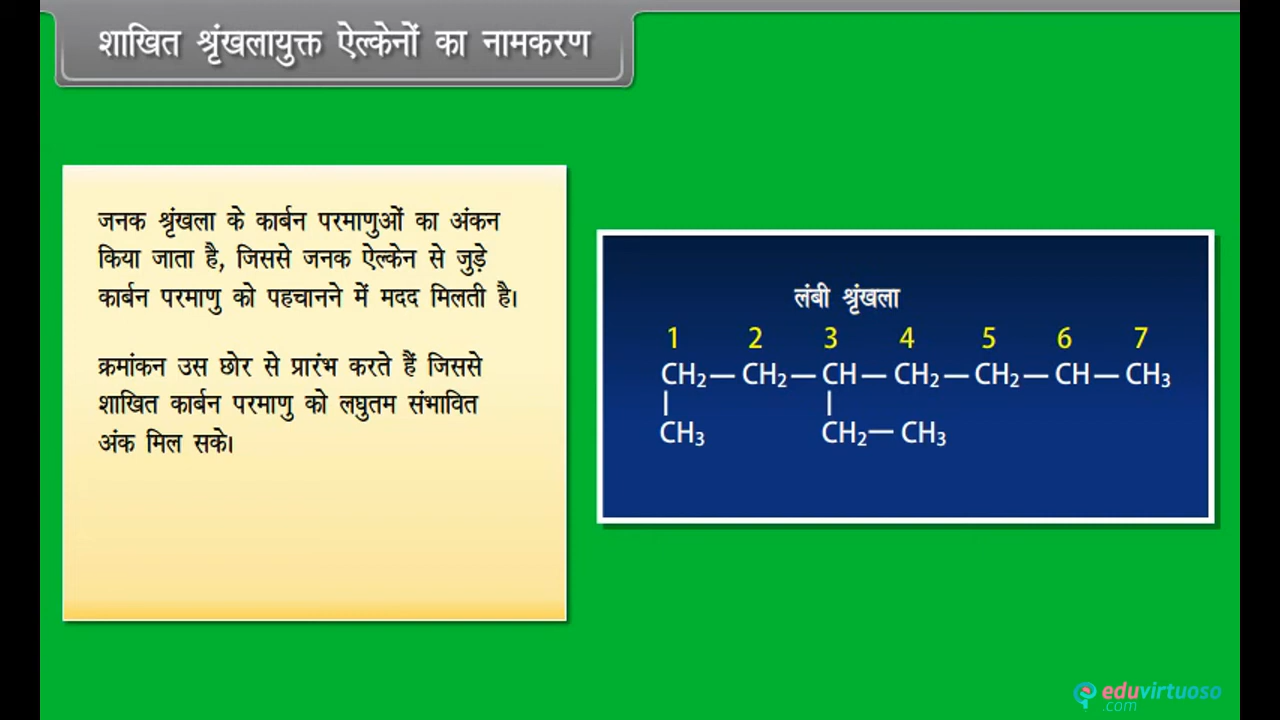 शाखित श्रृंखलायुक्त ऐल्केनों का नामकरण
जनक श्रृंखला के कार्बन परमाणुओं का अंकन
किया जाता है, जिससे जनक ऐल्केन से जुड़े
कार्बन परमाणु को पहचानने में मदद मिलती है।
क्रमांकन उस छोर से प्रारंभ करते हैं जिससे
शाखित कार्बन परमाणु को लघुतम संभावित
अंक मिल सके।
लंबी श्रृंखला
1 2 3 4 5 6 7
CH₂ — CH₂ — CH — CH₂ — CH₂ — CH — CH₃
| |
CH₃ CH₂ — CH₃
eduvirtuoso
.com